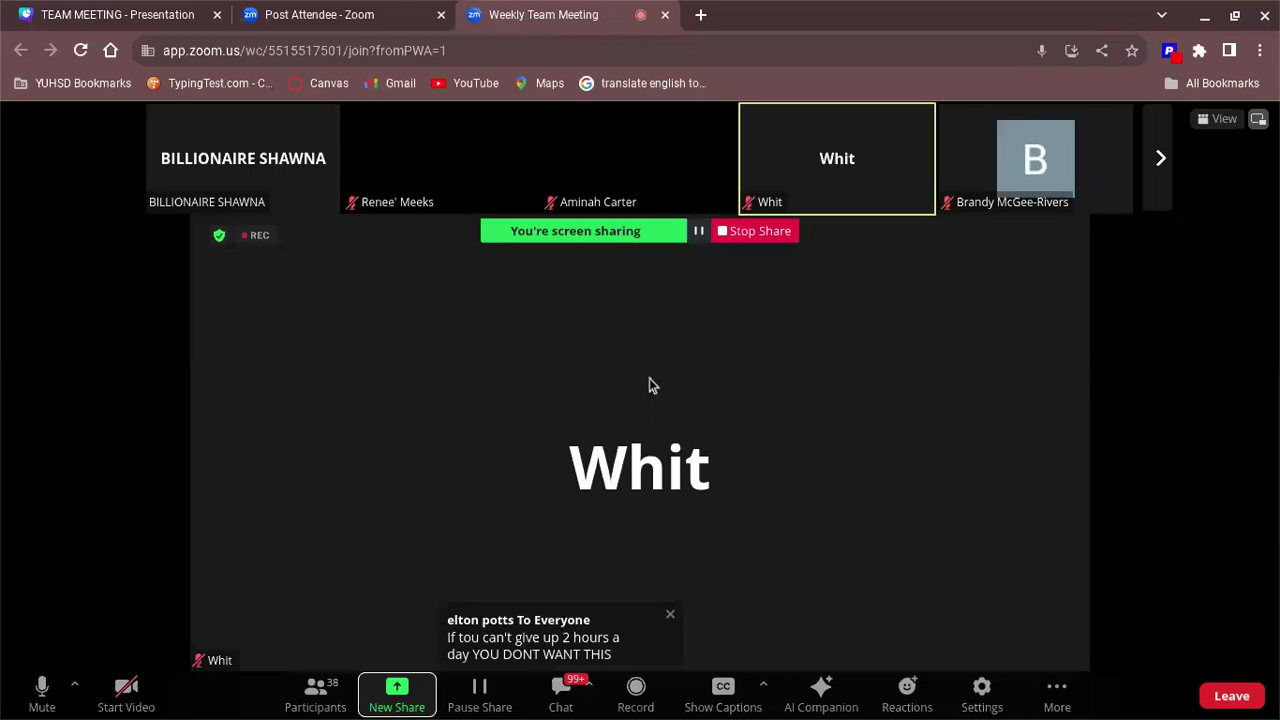 TEAM MEETING - Presentation
Post Attendee - Zoom
Weekly Team Meeting
app.zoom.us/wc/5515517501/join?fromPWA=1
YUHSD Bookmarks
TypingTest.com - C...
Canvas
Gmail
YouTube
Maps
translate english to...
All Bookmarks
BILLIONAIRE SHAWNA
Whit
B
View
BILLIONAIRE SHAWNA
Renee' Meeks
Aminah Carter
Whit
Brandy McGee-Rivers
REC
You're screen sharing
Stop Share
Whit
elton potts To Everyone
If tou can't give up 2 hours a
day YOU DONT WANT THIS
Whit
38
99+
CC
Mute
Start Video
Participants
New Share
Pause Share
Chat
Record
Show Captions
AI Companion
Reactions
Settings
More
Leave